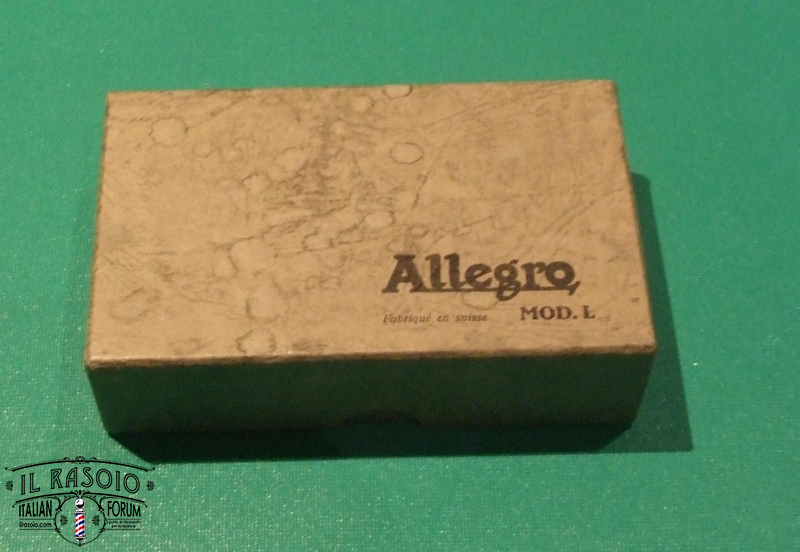 Allegro
Fabriqué en suisse MOD. L
IL RASOIO
ITALIAN FORUM
ilrasoio.com